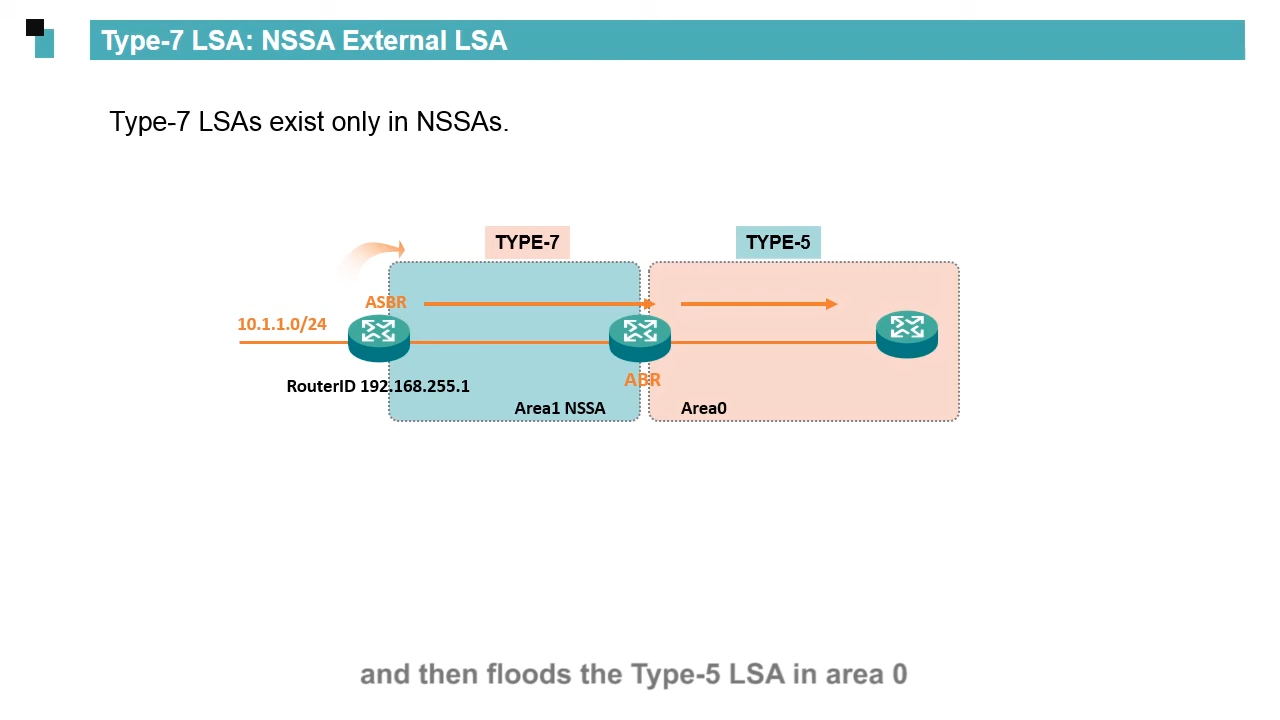 Type-7 LSA: NSSA External LSA
Type-7 LSAs exist only in NSSAs.
TYPE-7
TYPE-5
ASBR
10.1.1.0/24
ABR
RouterID 192.168.255.1
Area1 NSSA
Area0
and then floods the Type-5 LSA in area 0